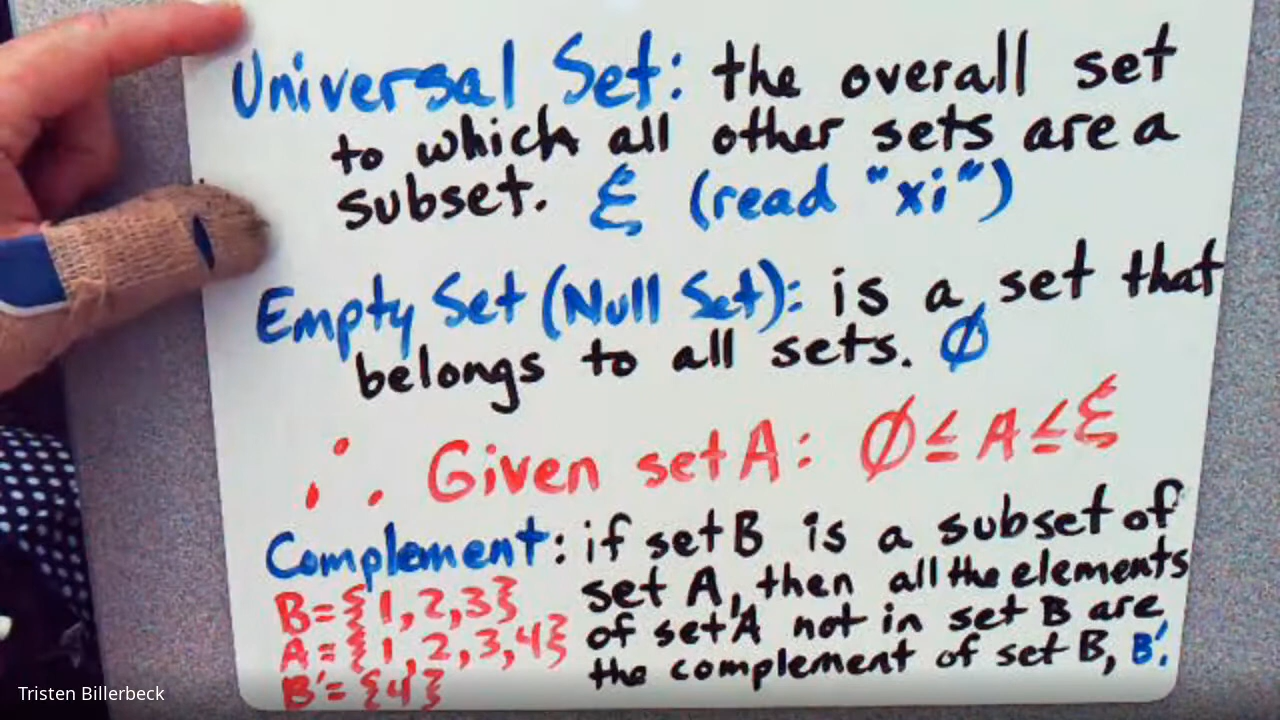 Universal Set: the overall set
to which all other sets are a
subset. ξ (read "xi")
Empty Set (Null Set): is a set that
belongs to all sets. Ø
∴ Given set A: Ø ≤ A ≤ ξ
Complement: if set B is a subset of
set A, then all the elements
of set A not in set B are
the complement of set B, B'.
B={1,2,3}
A={1,2,3,4}
B'={4}
Tristen Billerbeck